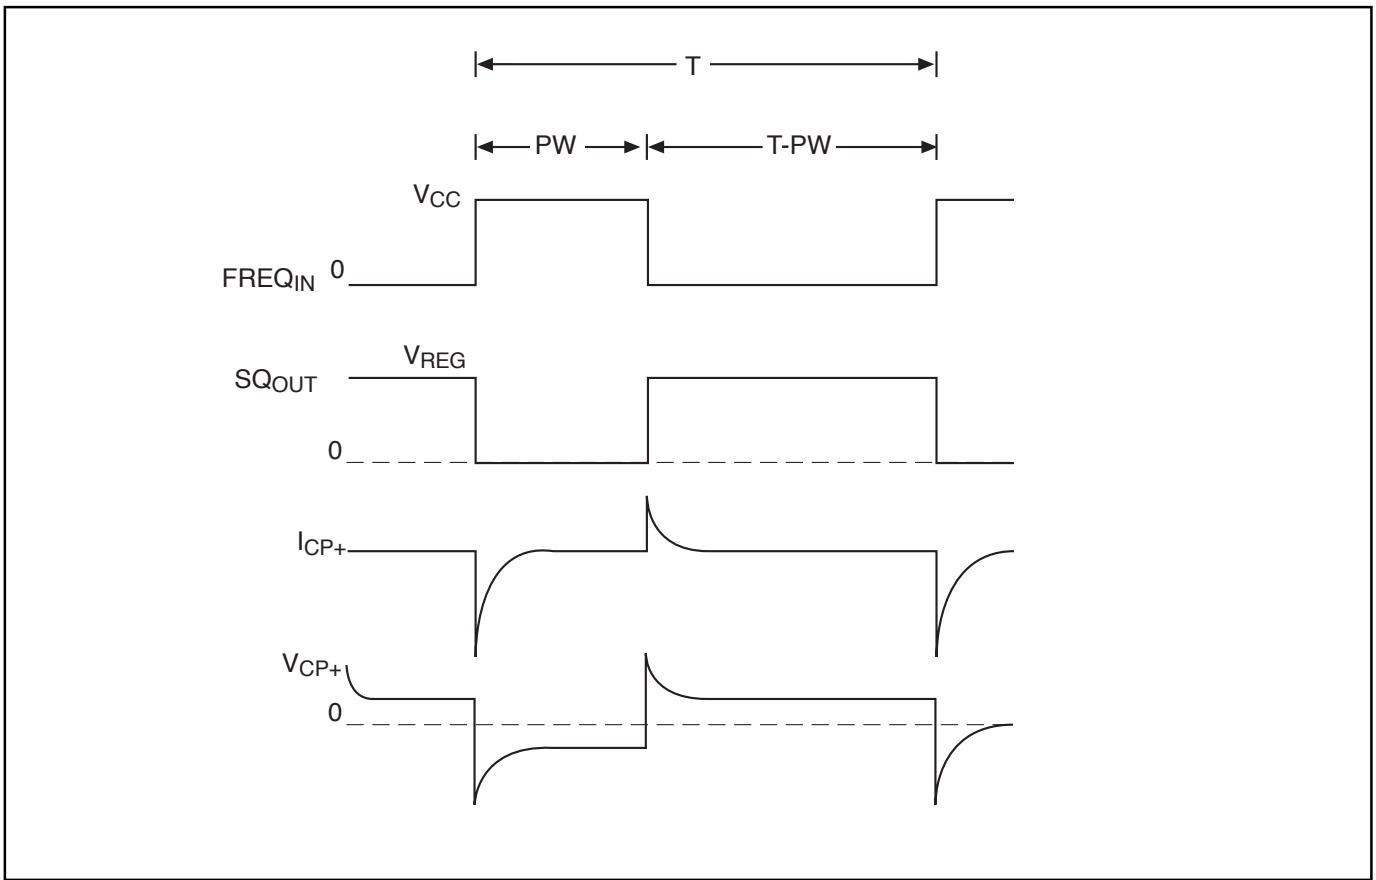 T
PW T-PW
VCC
FREQIN 0
VREG
SQOUT
0
ICP+
VCP+
0